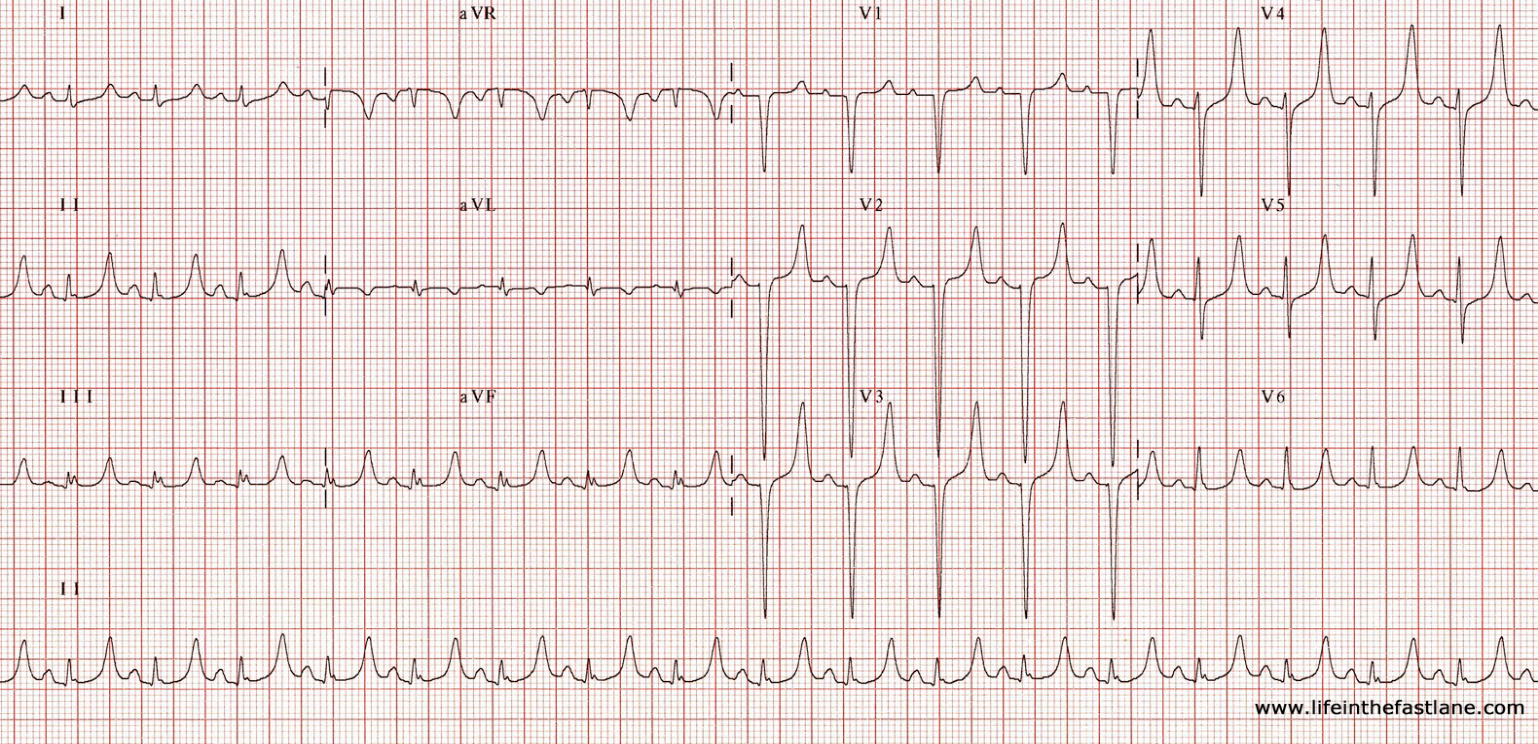 I aVR V1 V4
II aVL V2 V5
III aVF V3 V6
II
www.lifeinthefastlane.com